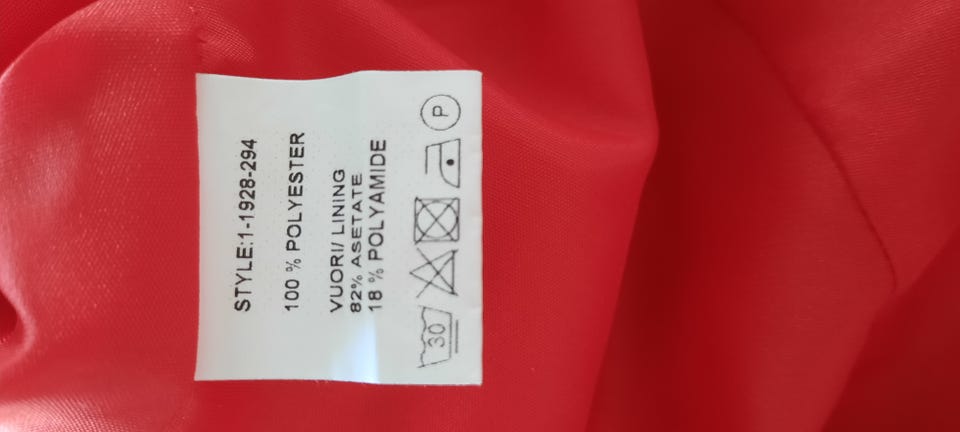 STYLE:1-1928-294
100 % POLYESTER
VUORI/ LINING
82% ASETATE
18 % POLYAMIDE
30 P